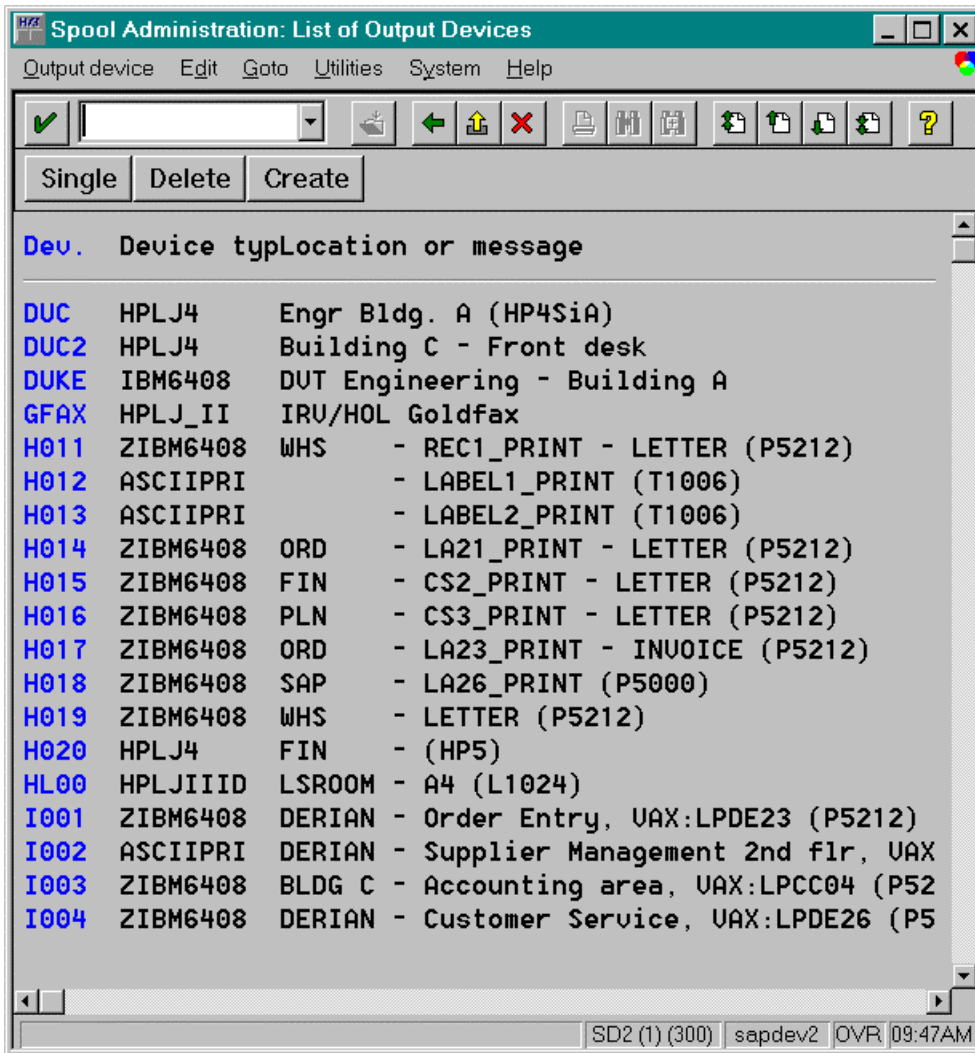 Spool Administration: List of Output Devices
Output device Edit Goto Utilities System Help
Single Delete Create
Dev. Device typLocation or message
DUC HPLJ4 Engr Bldg. A (HP4SiA)
DUC2 HPLJ4 Building C - Front desk
DUKE IBM6408 DVT Engineering - Building A
GFAX HPLJ_II IRV/HOL Goldfax
H011 ZIBM6408 WHS - REC1_PRINT - LETTER (P5212)
H012 ASCIIPRI - LABEL1_PRINT (T1006)
H013 ASCIIPRI - LABEL2_PRINT (T1006)
H014 ZIBM6408 ORD - LA21_PRINT - LETTER (P5212)
H015 ZIBM6408 FIN - CS2_PRINT - LETTER (P5212)
H016 ZIBM6408 PLN - CS3_PRINT - LETTER (P5212)
H017 ZIBM6408 ORD - LA23_PRINT - INVOICE (P5212)
H018 ZIBM6408 SAP - LA26_PRINT (P5000)
H019 ZIBM6408 WHS - LETTER (P5212)
H020 HPLJ4 FIN - (HP5)
HL00 HPLJIIID LSROOM - A4 (L1024)
I001 ZIBM6408 DERIAN - Order Entry, VAX:LPDE23 (P5212)
I002 ASCIIPRI DERIAN - Supplier Management 2nd flr, VAX
I003 ZIBM6408 BLDG C - Accounting area, VAX:LPCC04 (P52
I004 ZIBM6408 DERIAN - Customer Service, VAX:LPDE26 (P5
SD2 (1) (300) sapdev2 OVR 09:47AM